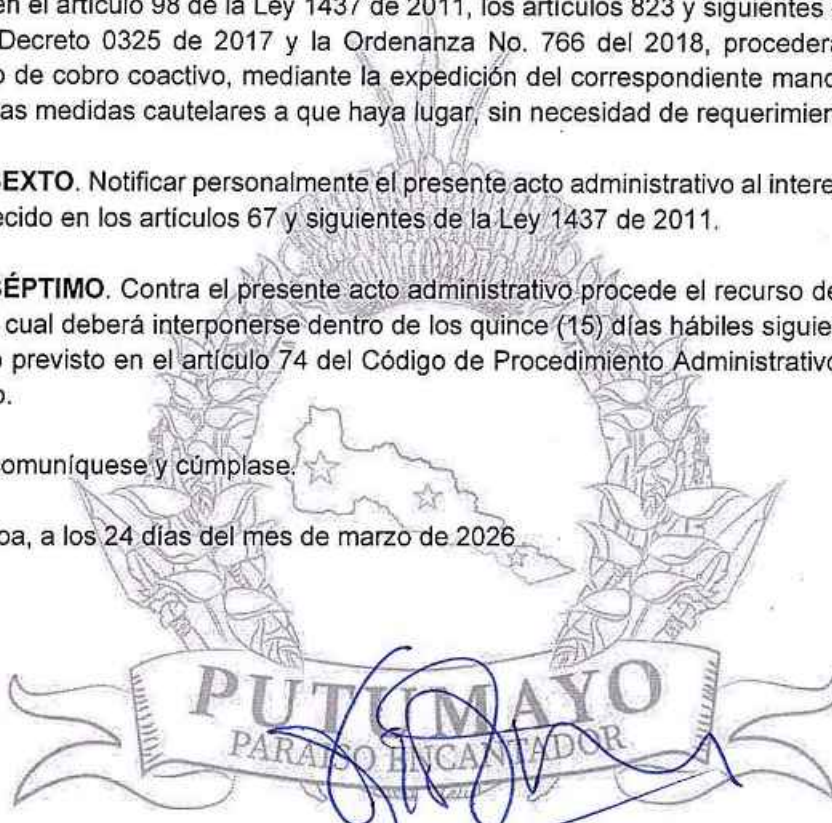 en el artículo 98 de la Ley 1437 de 2011, los artículos 823 y siguientes
Decreto 0325 de 2017 y la Ordenanza No. 766 del 2018, proceder
o de cobro coactivo, mediante la expedición del correspondiente man
as medidas cautelares a que haya lugar, sin necesidad de requerimien
EXTO. Notificar personalmente el presente acto administrativo al intere
ecido en los artículos 67 y siguientes de la Ley 1437 de 2011.
SÉPTIMO. Contra el presente acto administrativo procede el recurso de
cual deberá interponerse dentro de los quince (15) días hábiles siguie
o previsto en el artículo 74 del Código de Procedimiento Administrativo
o.
omuníquese y cúmplase.
oa, a los 24 días del mes de marzo de 2026
PUTUMAYO
PARAÍSO ENCANTADOR